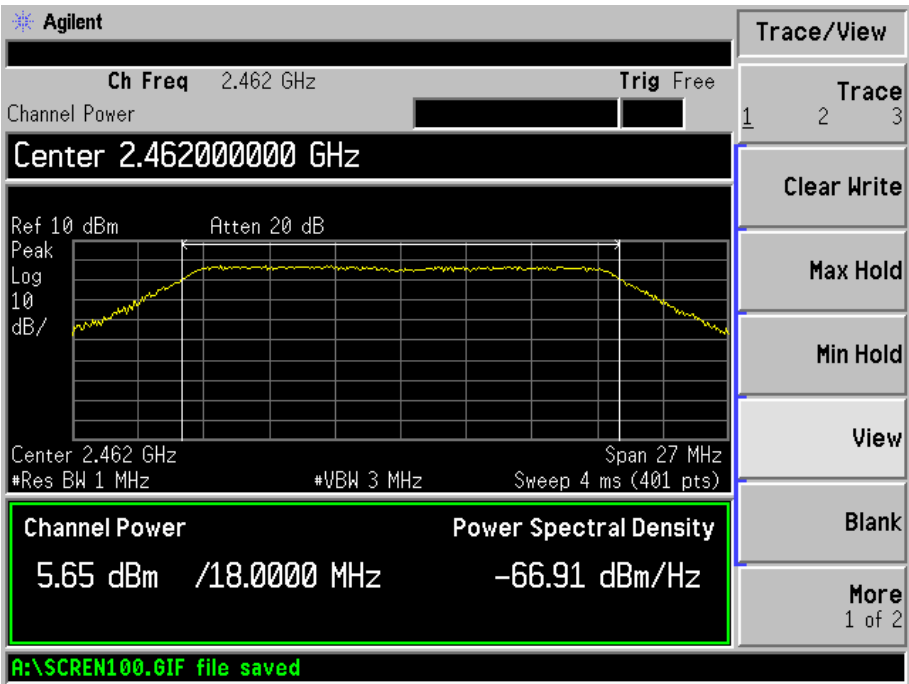 Agilent
Trace/View
Ch Freq 2.462 GHz Trig Free
Channel Power
Trace
1 2 3
Center 2.462000000 GHz
Clear Write
Ref 10 dBm Atten 20 dB
Peak
Log
10
dB/
Max Hold
Min Hold
View
Center 2.462 GHz Span 27 MHz
#Res BW 1 MHz #VBW 3 MHz Sweep 4 ms (401 pts)
Channel Power Power Spectral Density
Blank
5.65 dBm /18.0000 MHz -66.91 dBm/Hz
More
1 of 2
A:\SCREN100.GIF file saved